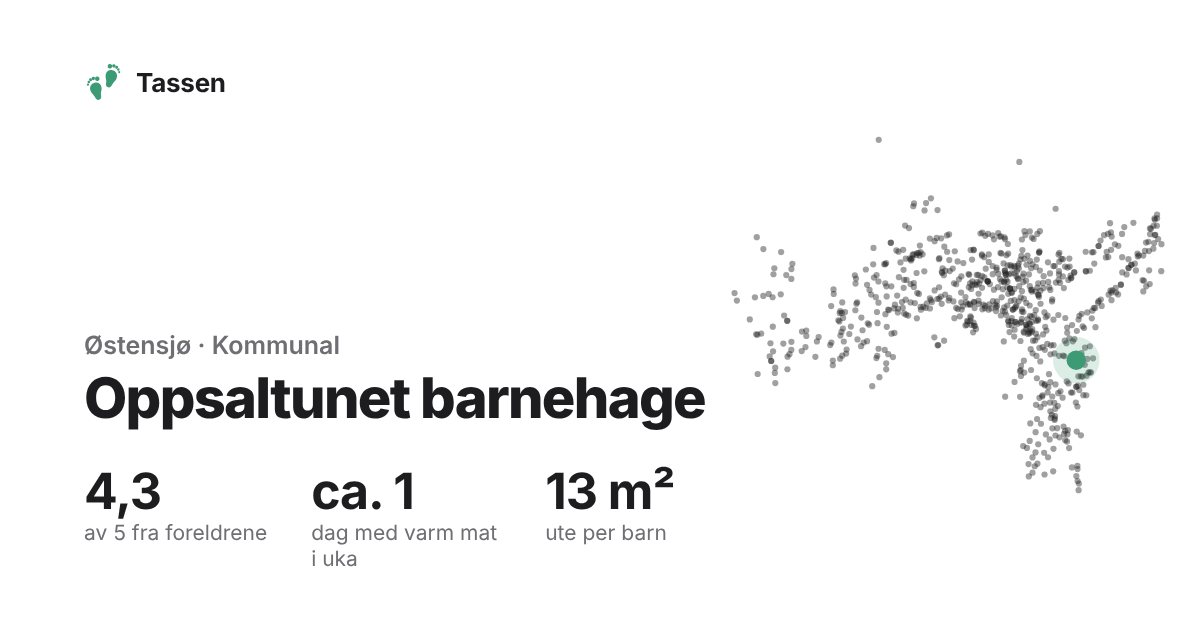 Tassen
Østensjø · Kommunal
Oppsaltunet barnehage
4,3
av 5 fra foreldrene
ca. 1
dag med varm mat
i uka
13 m²
ute per barn